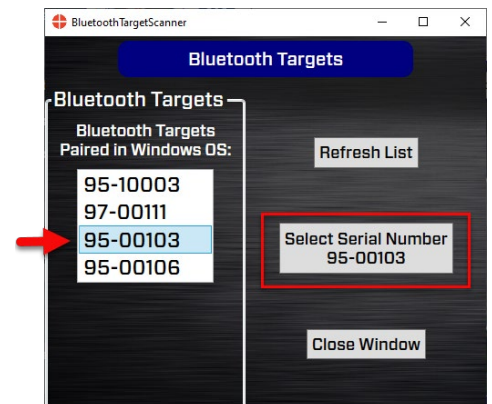 BluetoothTargetScanner
Bluetooth Targets
Bluetooth Targets
Bluetooth Targets
Paired in Windows OS:
95-10003
97-00111
95-00103
95-00106
Refresh List
Select Serial Number
95-00103
Close Window